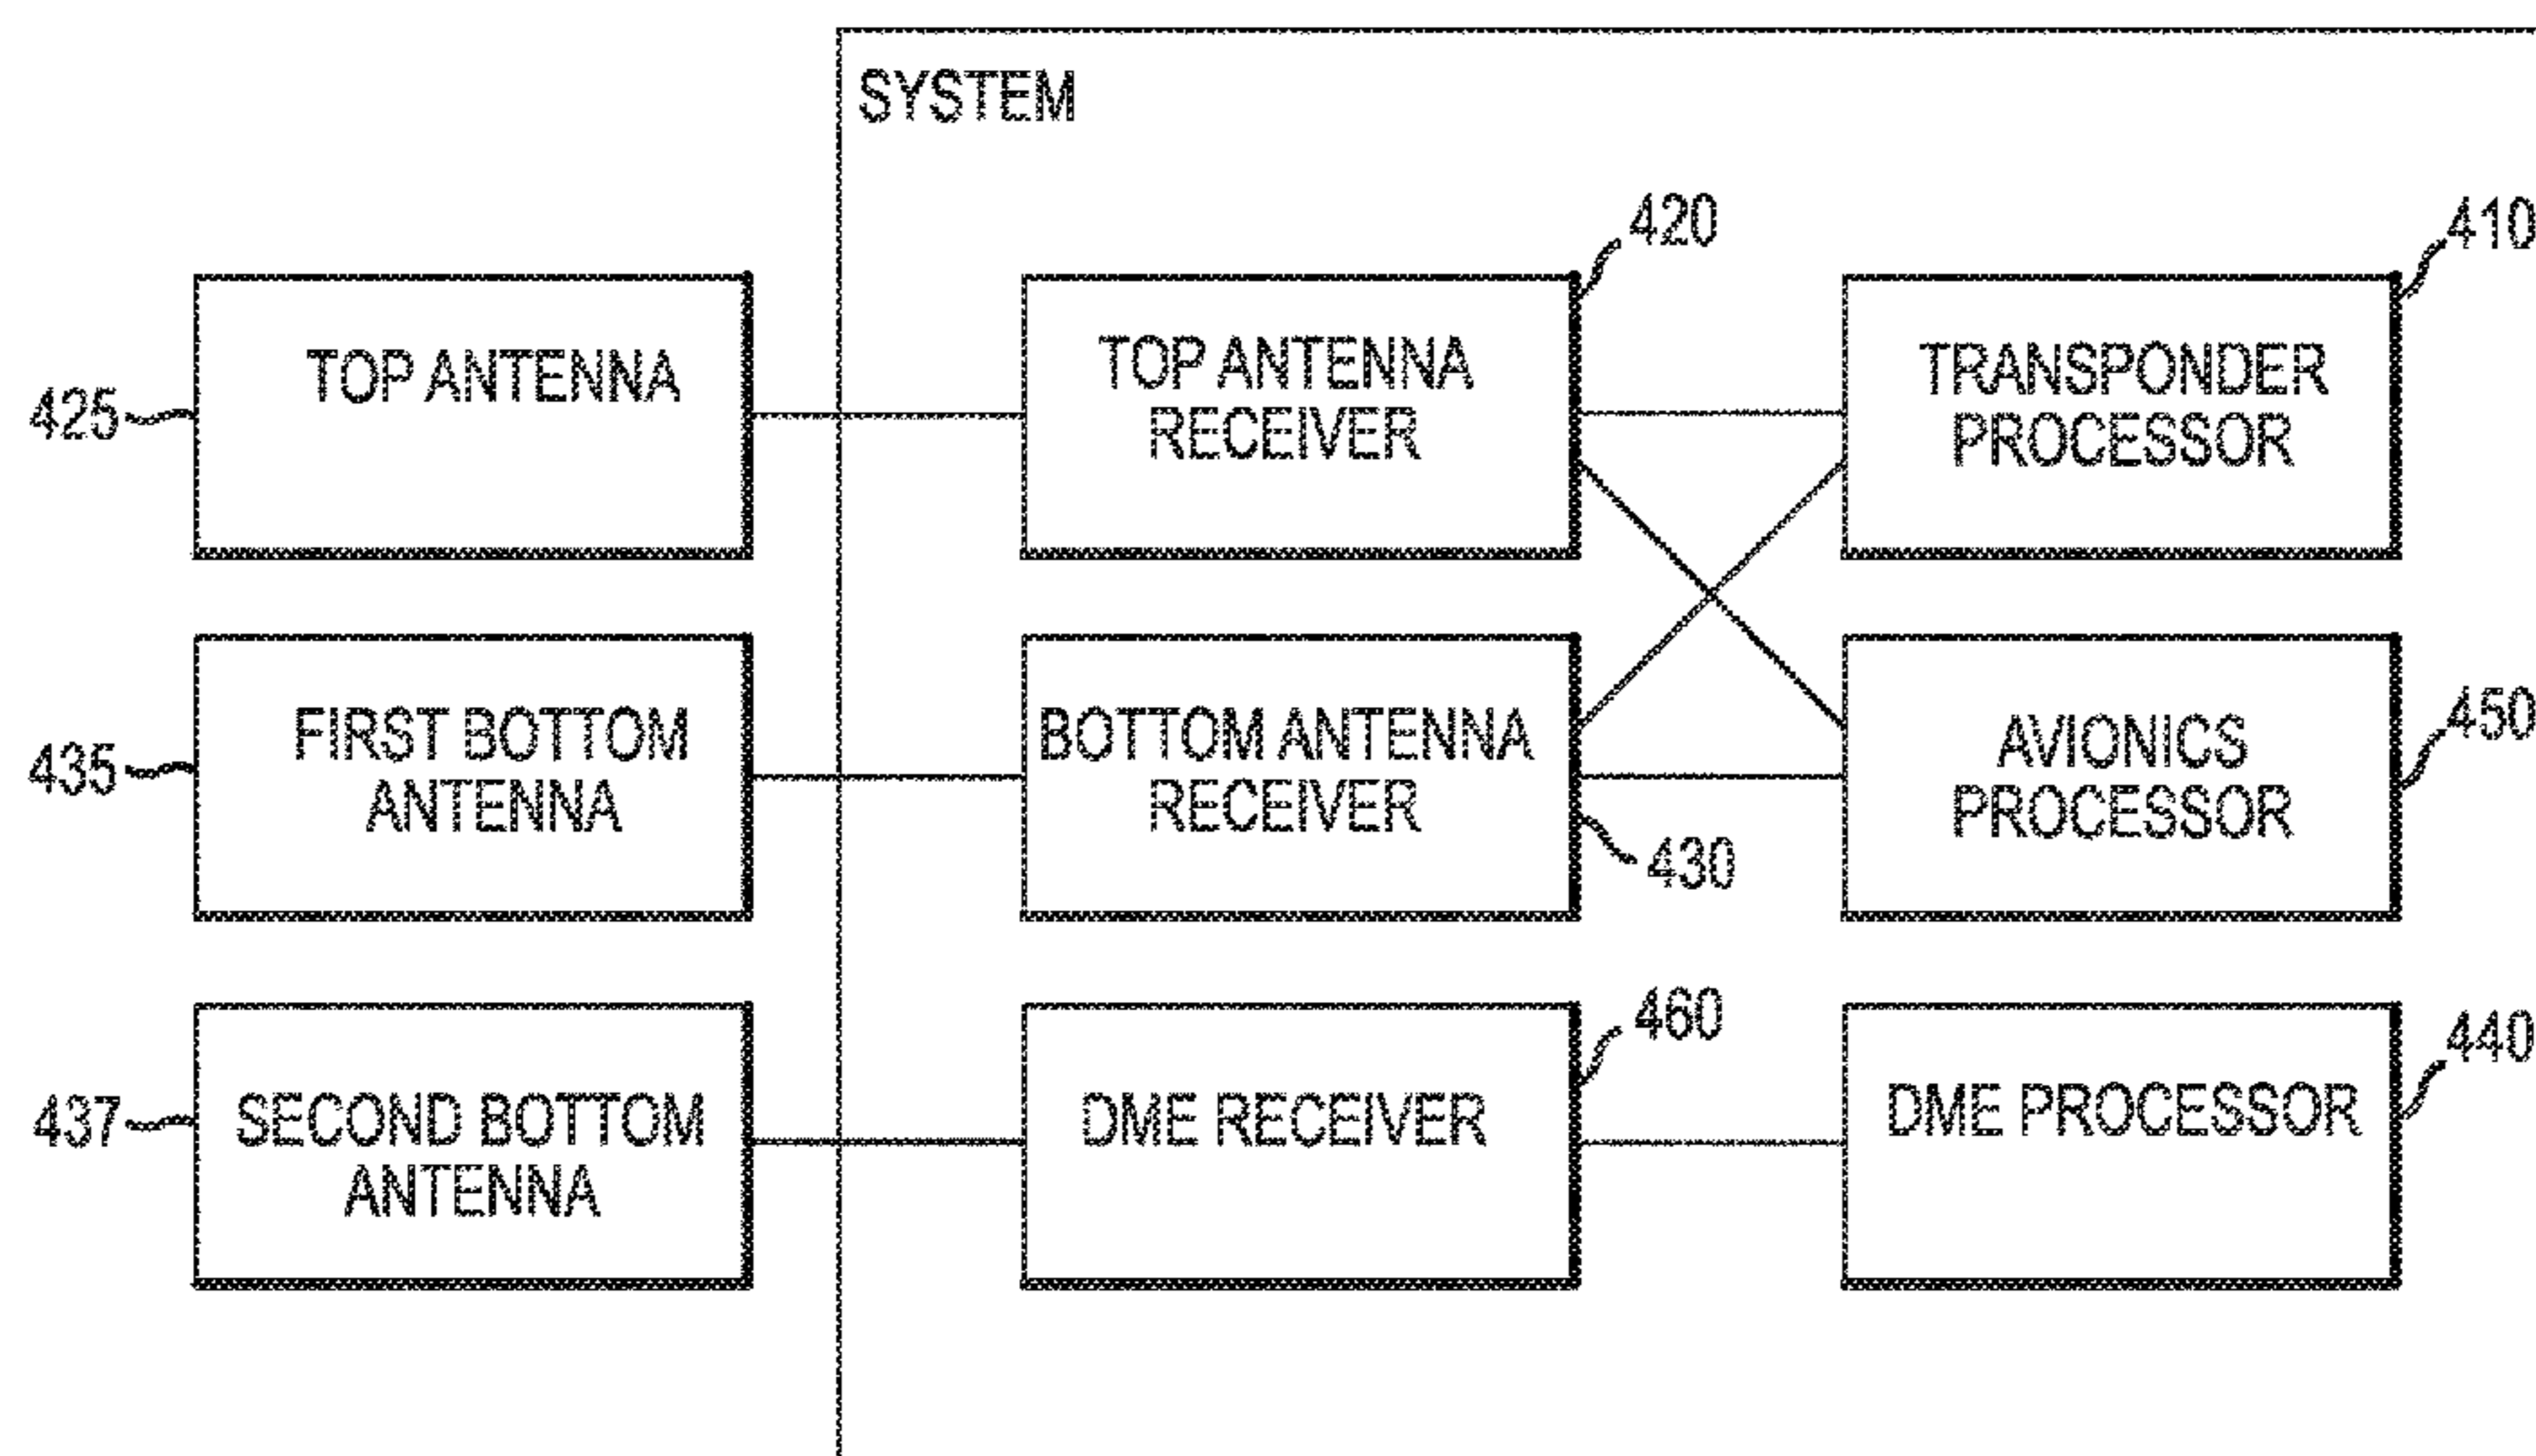 SYSTEM
420
410
TOP ANTENNA
425
TOP ANTENNA
RECEIVER
TRANSPONDER
PROCESSOR
FIRST BOTTOM
ANTENNA
435
BOTTOM ANTENNA
RECEIVER
430
AVIONICS
PROCESSOR
450
SECOND BOTTOM
ANTENNA
437
DME RECEIVER
460
DME PROCESSOR
440